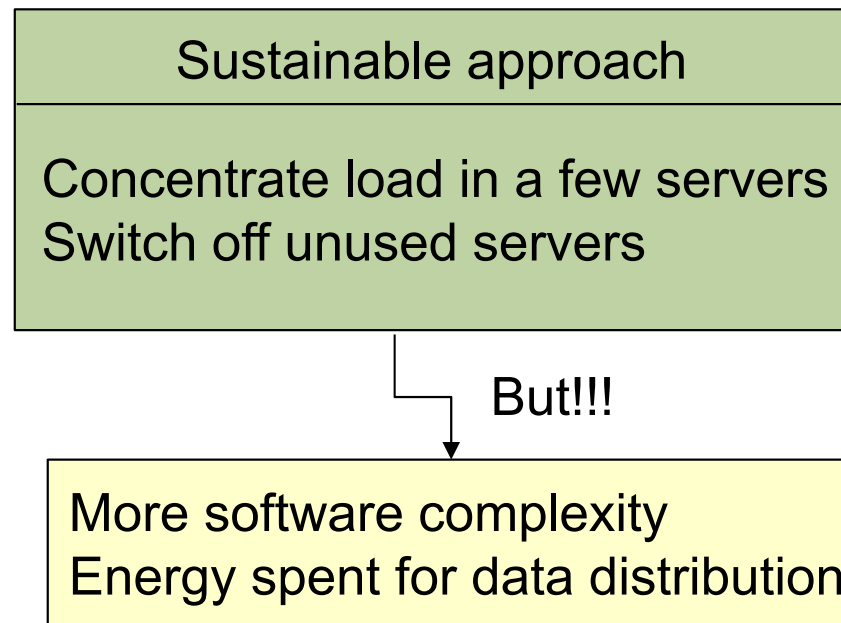 Sustainable approach
Concentrate load in a few servers
Switch off unused servers
But!!!
More software complexity
Energy spent for data distribution